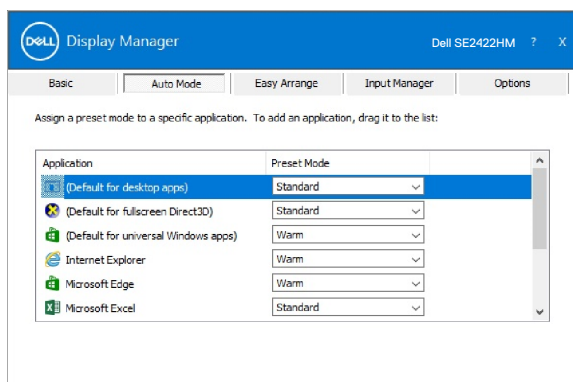 DELL Display Manager
Dell SE2422HM ? X
Basic Auto Mode Easy Arrange Input Manager Options
Assign a preset mode to a specific application. To add an application, drag it to the list:
Application Preset Mode
(Default for desktop apps) Standard
(Default for fullscreen Direct3D) Standard
(Default for universal Windows apps) Warm
Internet Explorer Warm
Microsoft Edge Warm
Microsoft Excel Standard